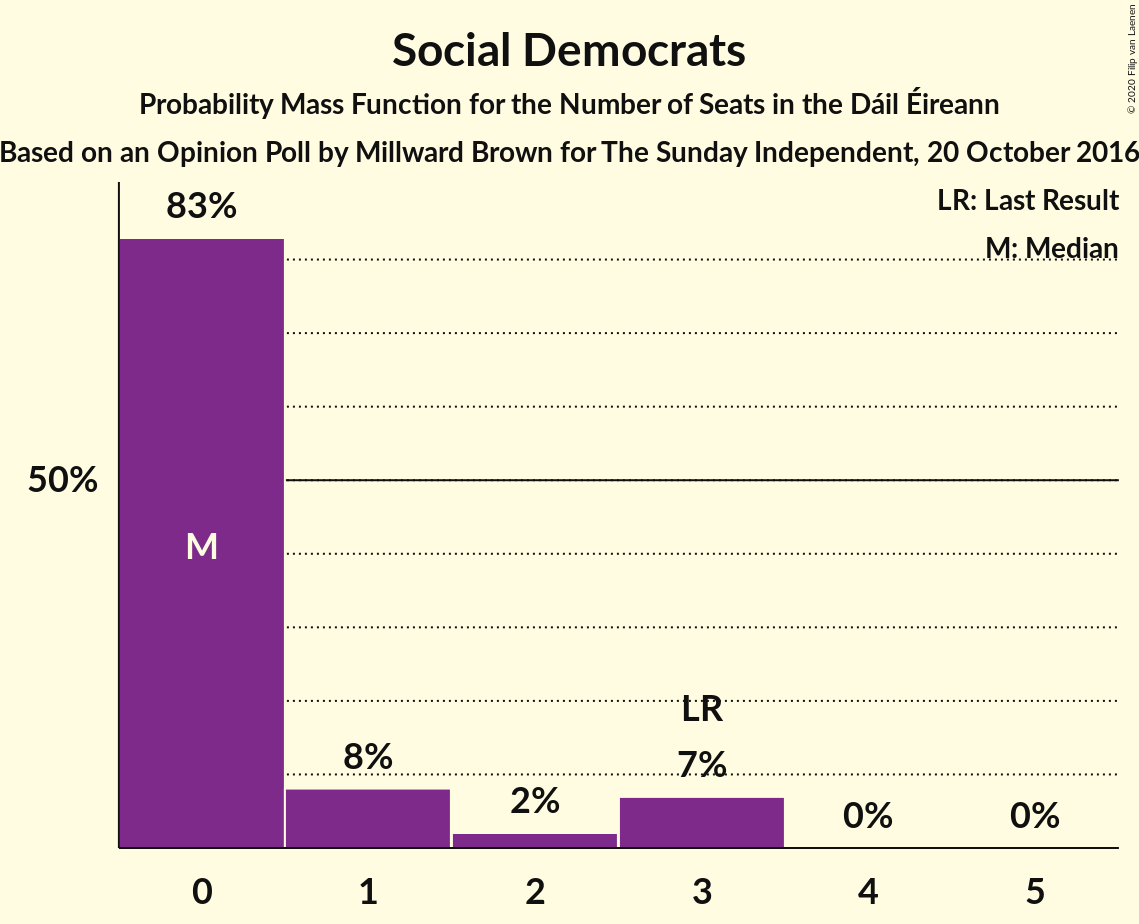 Social Democrats
Probability Mass Function for the Number of Seats in the Dáil Éireann
Based on an Opinion Poll by Millward Brown for The Sunday Independent, 20 October 2016
© 2020 Filip van Laenen
LR: Last Result
M: Median
83%
50%
M
LR
8%
2%
7%
0%
0%
0
1
2
3
4
5